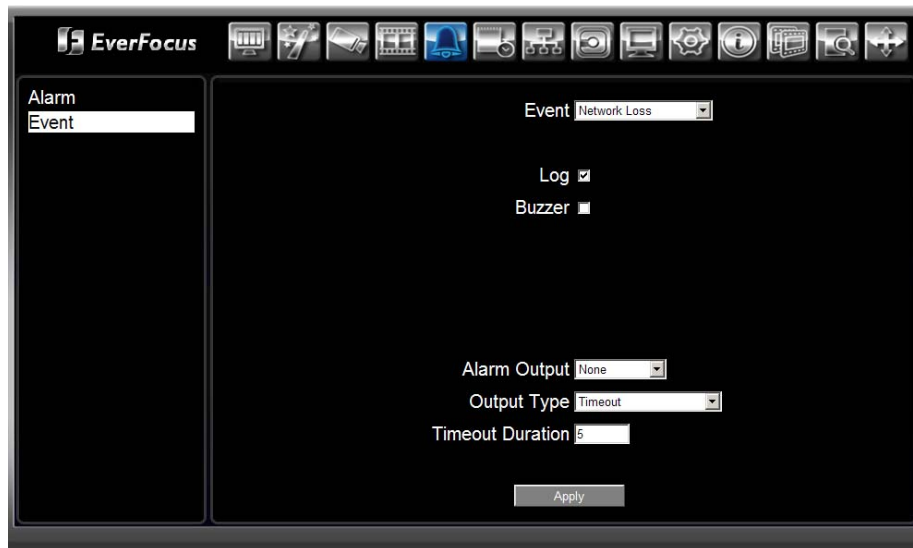 EverFocus
Alarm
Event
Event Network Loss
Log
Buzzer
Alarm Output None
Output Type Timeout
Timeout Duration 5
Apply